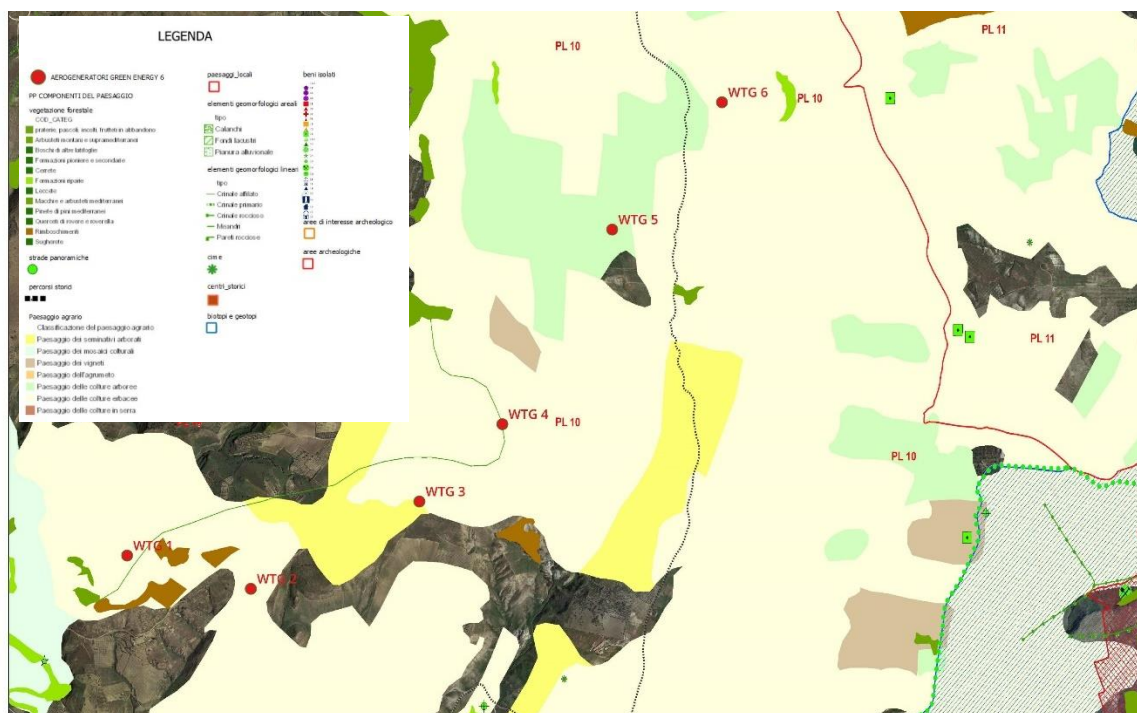 LEGENDA
AEROGENERATORI GREEN ENERGY 6
PP COMPONENTI DEL PAESAGGIO
vegetazione forestale
COD_CATEG
praterie, pascoli, incolti, frutteti in abbandono
Arbusteti montani e supramediterranei
Boschi di altre latifoglie
Formazioni pioniere e secondarie
Cerrete
Formazioni riparie
Leccete
Macchie e arbusteti mediterranei
Pinete di pini mediterranei
Querceti di rovere e roverella
Rimboschimenti
Sugherete
strade panoramiche
percorsi storici
Paesaggio agrario
Classificazione del paesaggio agrario
Paesaggio dei seminativi arborati
Paesaggio dei mosaici colturali
Paesaggio dei vigneti
Paesaggio dell'agrumeto
Paesaggio delle colture arboree
Paesaggio delle colture erbacee
Paesaggio delle colture in serra
paesaggi_locali
elementi geomorfologici areali
tipo
Calanchi
Fondi lacustri
Pianura alluvionale
elementi geomorfologici lineari
tipo
Crinale affilato
Crinale primario
Crinale roccioso
Meandri
Pareti rocciose
cime
centri_storici
biotopi e geotopi
beni isolati
aree di interesse archeologico
aree archeologiche
PL 10
PL 11
WTG 6
PL 10
WTG 5
PL 11
WTG 4
PL 10
PL 10
WTG 3
WTG 1
WTG 2